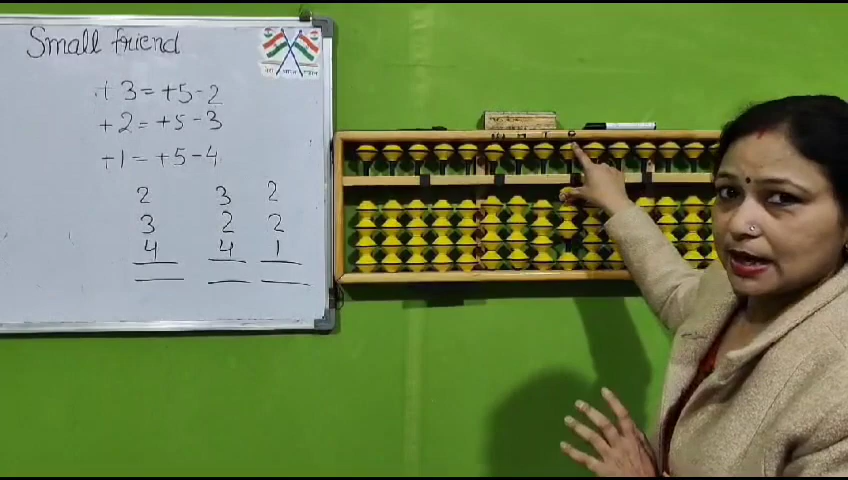 Small friend
+ 3 = +5 - 2
+ 2 = +5 - 3
+ 1 = +5 - 4
2 3 2
3 2 2
4 4 1